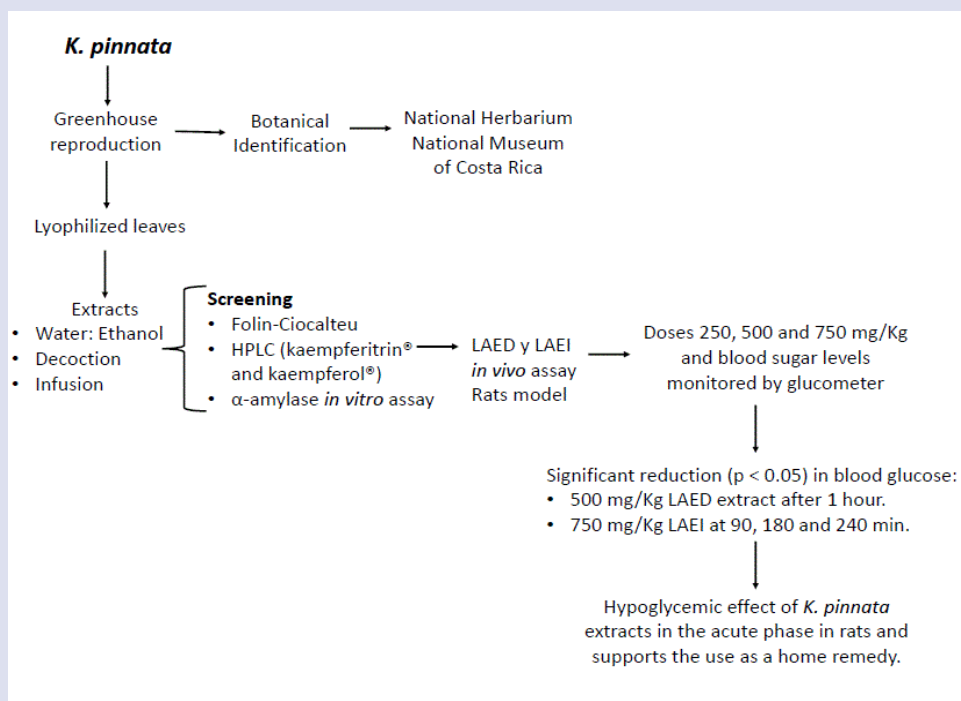 K. pinnata
Greenhouse
reproduction
Botanical
Identification
National Herbarium
National Museum
of Costa Rica
Lyophilized leaves
Extracts
• Water: Ethanol
• Decoction
• Infusion
Screening
• Folin-Ciocalteu
• HPLC (kaempferitrin®
and kaempferol®)
• α-amylase in vitro assay
LAED y LAEI
in vivo assay
Rats model
Doses 250, 500 and 750 mg/Kg
and blood sugar levels
monitored by glucometer
Significant reduction (p < 0.05) in blood glucose:
• 500 mg/Kg LAED extract after 1 hour.
• 750 mg/Kg LAEI at 90, 180 and 240 min.
Hypoglycemic effect of K. pinnata
extracts in the acute phase in rats and
supports the use as a home remedy.